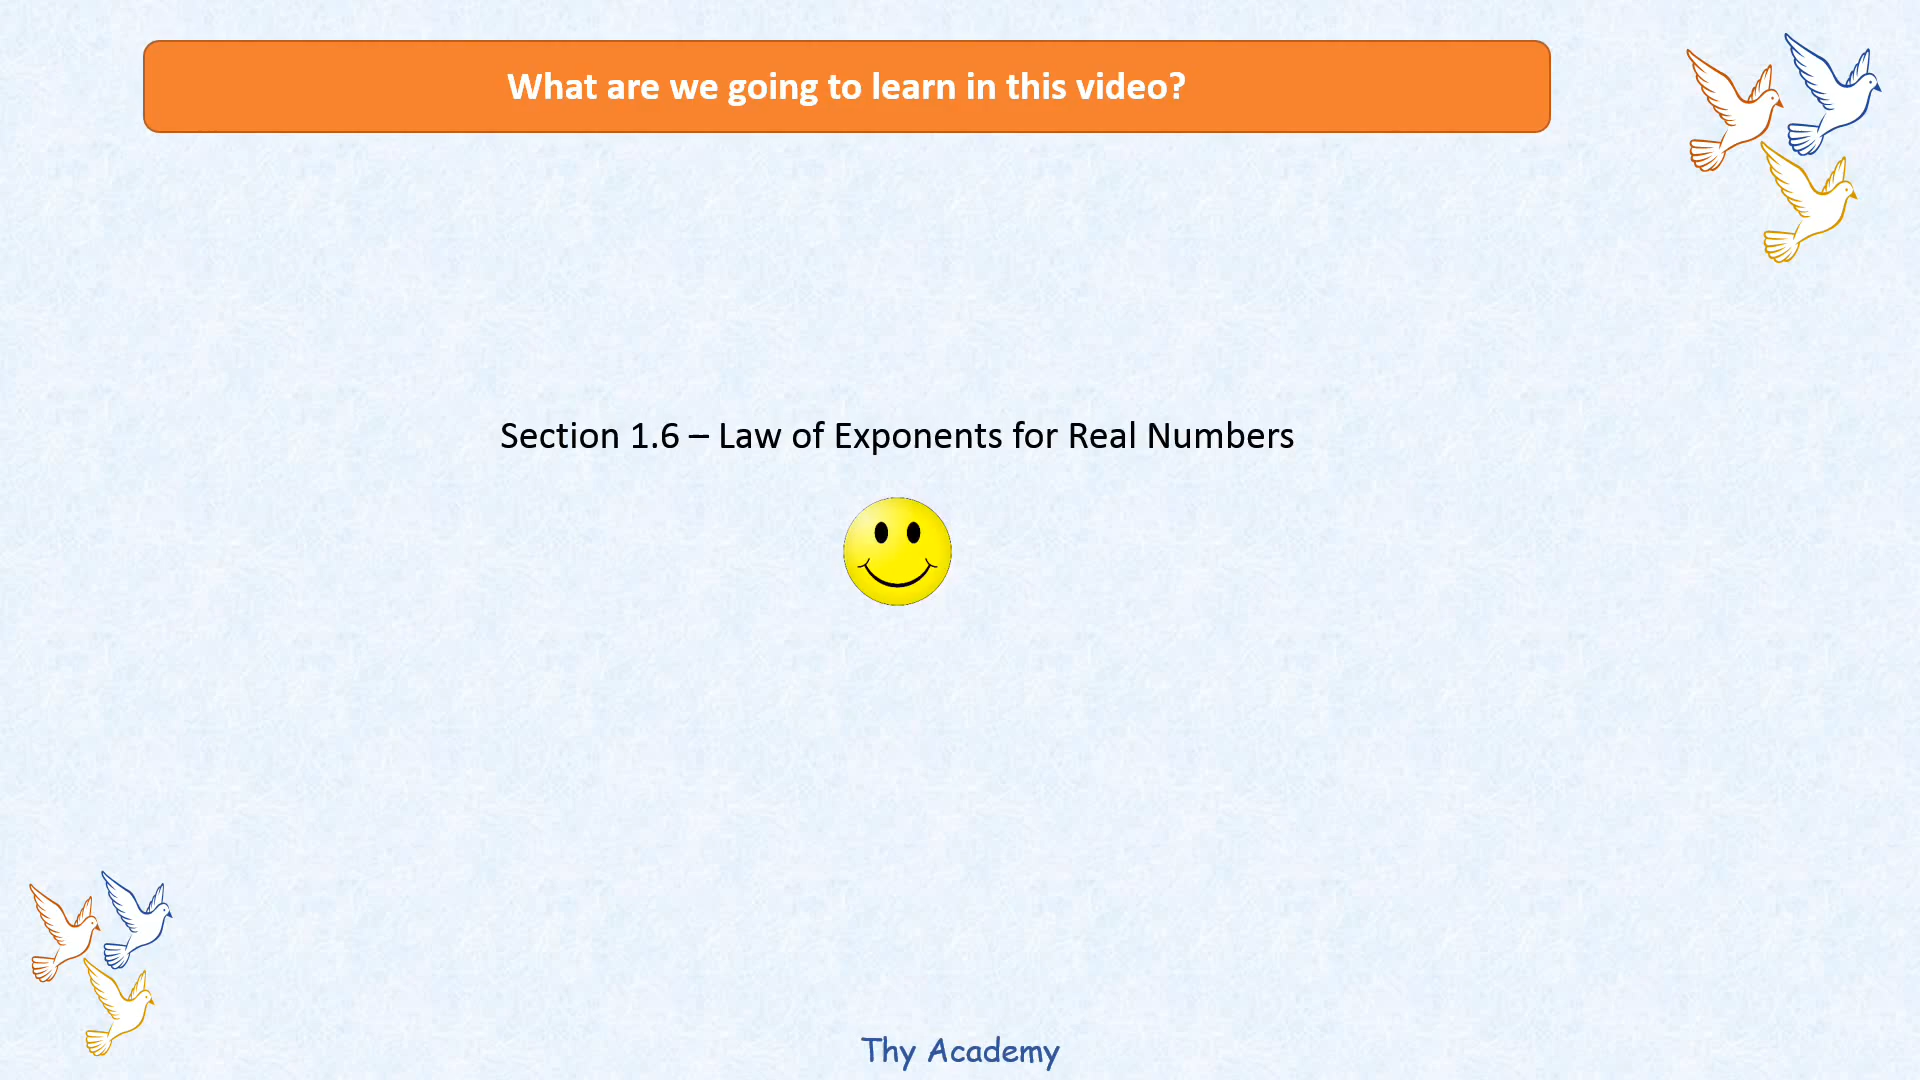 What are we going to learn in this video?
Section 1.6 – Law of Exponents for Real Numbers
Thy Academy